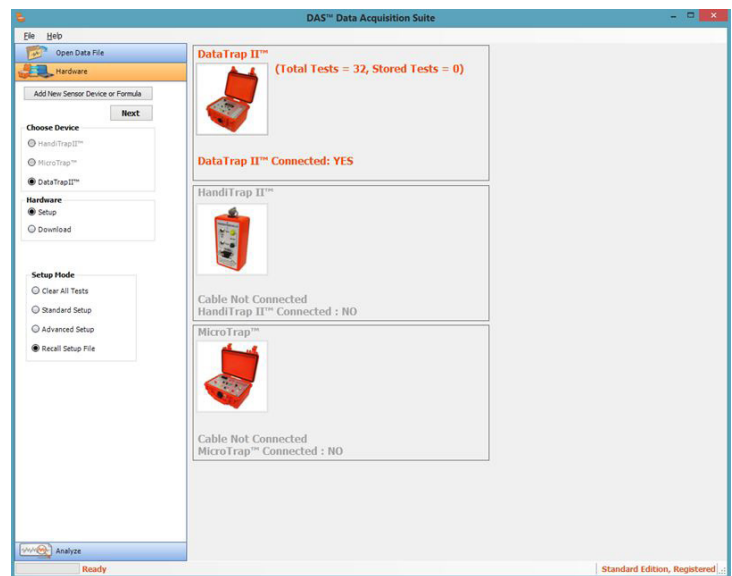 DAS™ Data Acquisition Suite
File Help
Open Data File
Hardware
Add New Sensor Device or Formula
Next
Choose Device
HandiTrapII™
MicroTrap™
DataTrapII™
Hardware
Setup
Download
Setup Mode
Clear All Tests
Standard Setup
Advanced Setup
Recall Setup File
Analyze
DataTrap II™
(Total Tests = 32, Stored Tests = 0)
DataTrap II™ Connected: YES
HandiTrap II™
Cable Not Connected
HandiTrap II™ Connected : NO
MicroTrap™
Cable Not Connected
MicroTrap™ Connected : NO
Ready
Standard Edition, Registered